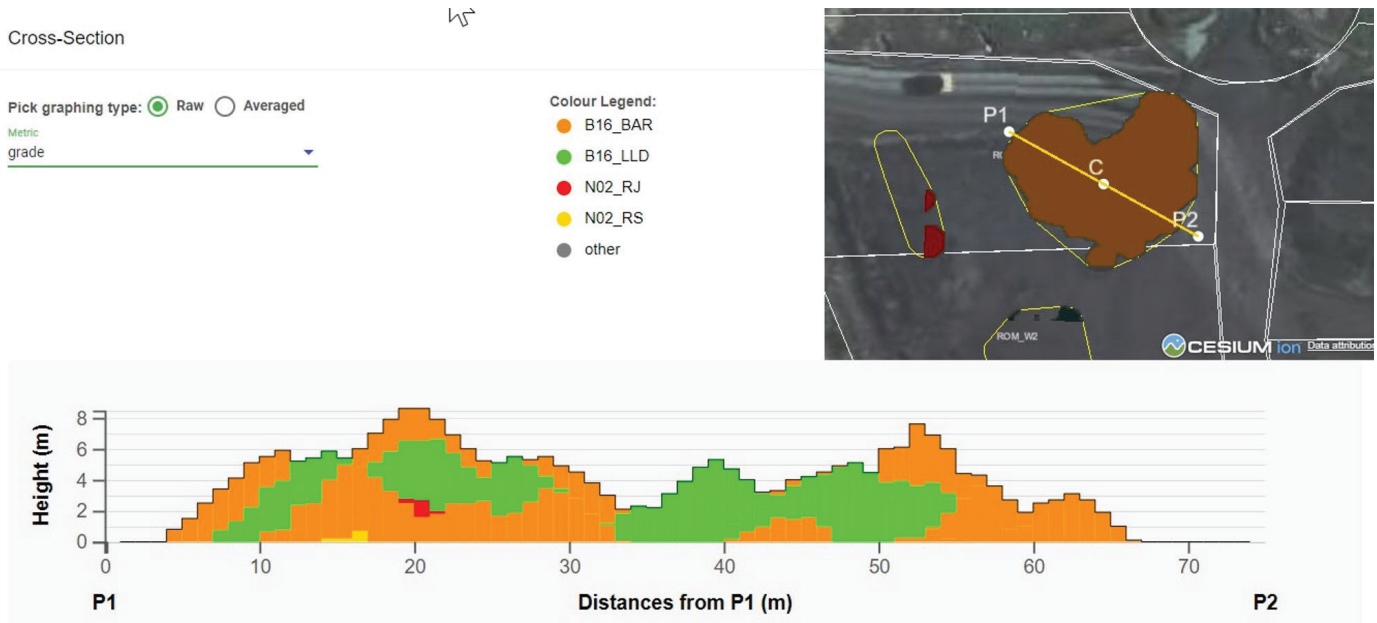 Cross-Section
Pick graphing type: Raw Averaged
Metric
grade
Colour Legend:
B16_BAR
B16_LLD
N02_RJ
N02_RS
other
P1
C
P2
ROM_W2
CESIUM ion Data attribution
Height (m)
8
6
4
2
0
0 10 20 30 40 50 60 70
P1 Distances from P1 (m) P2